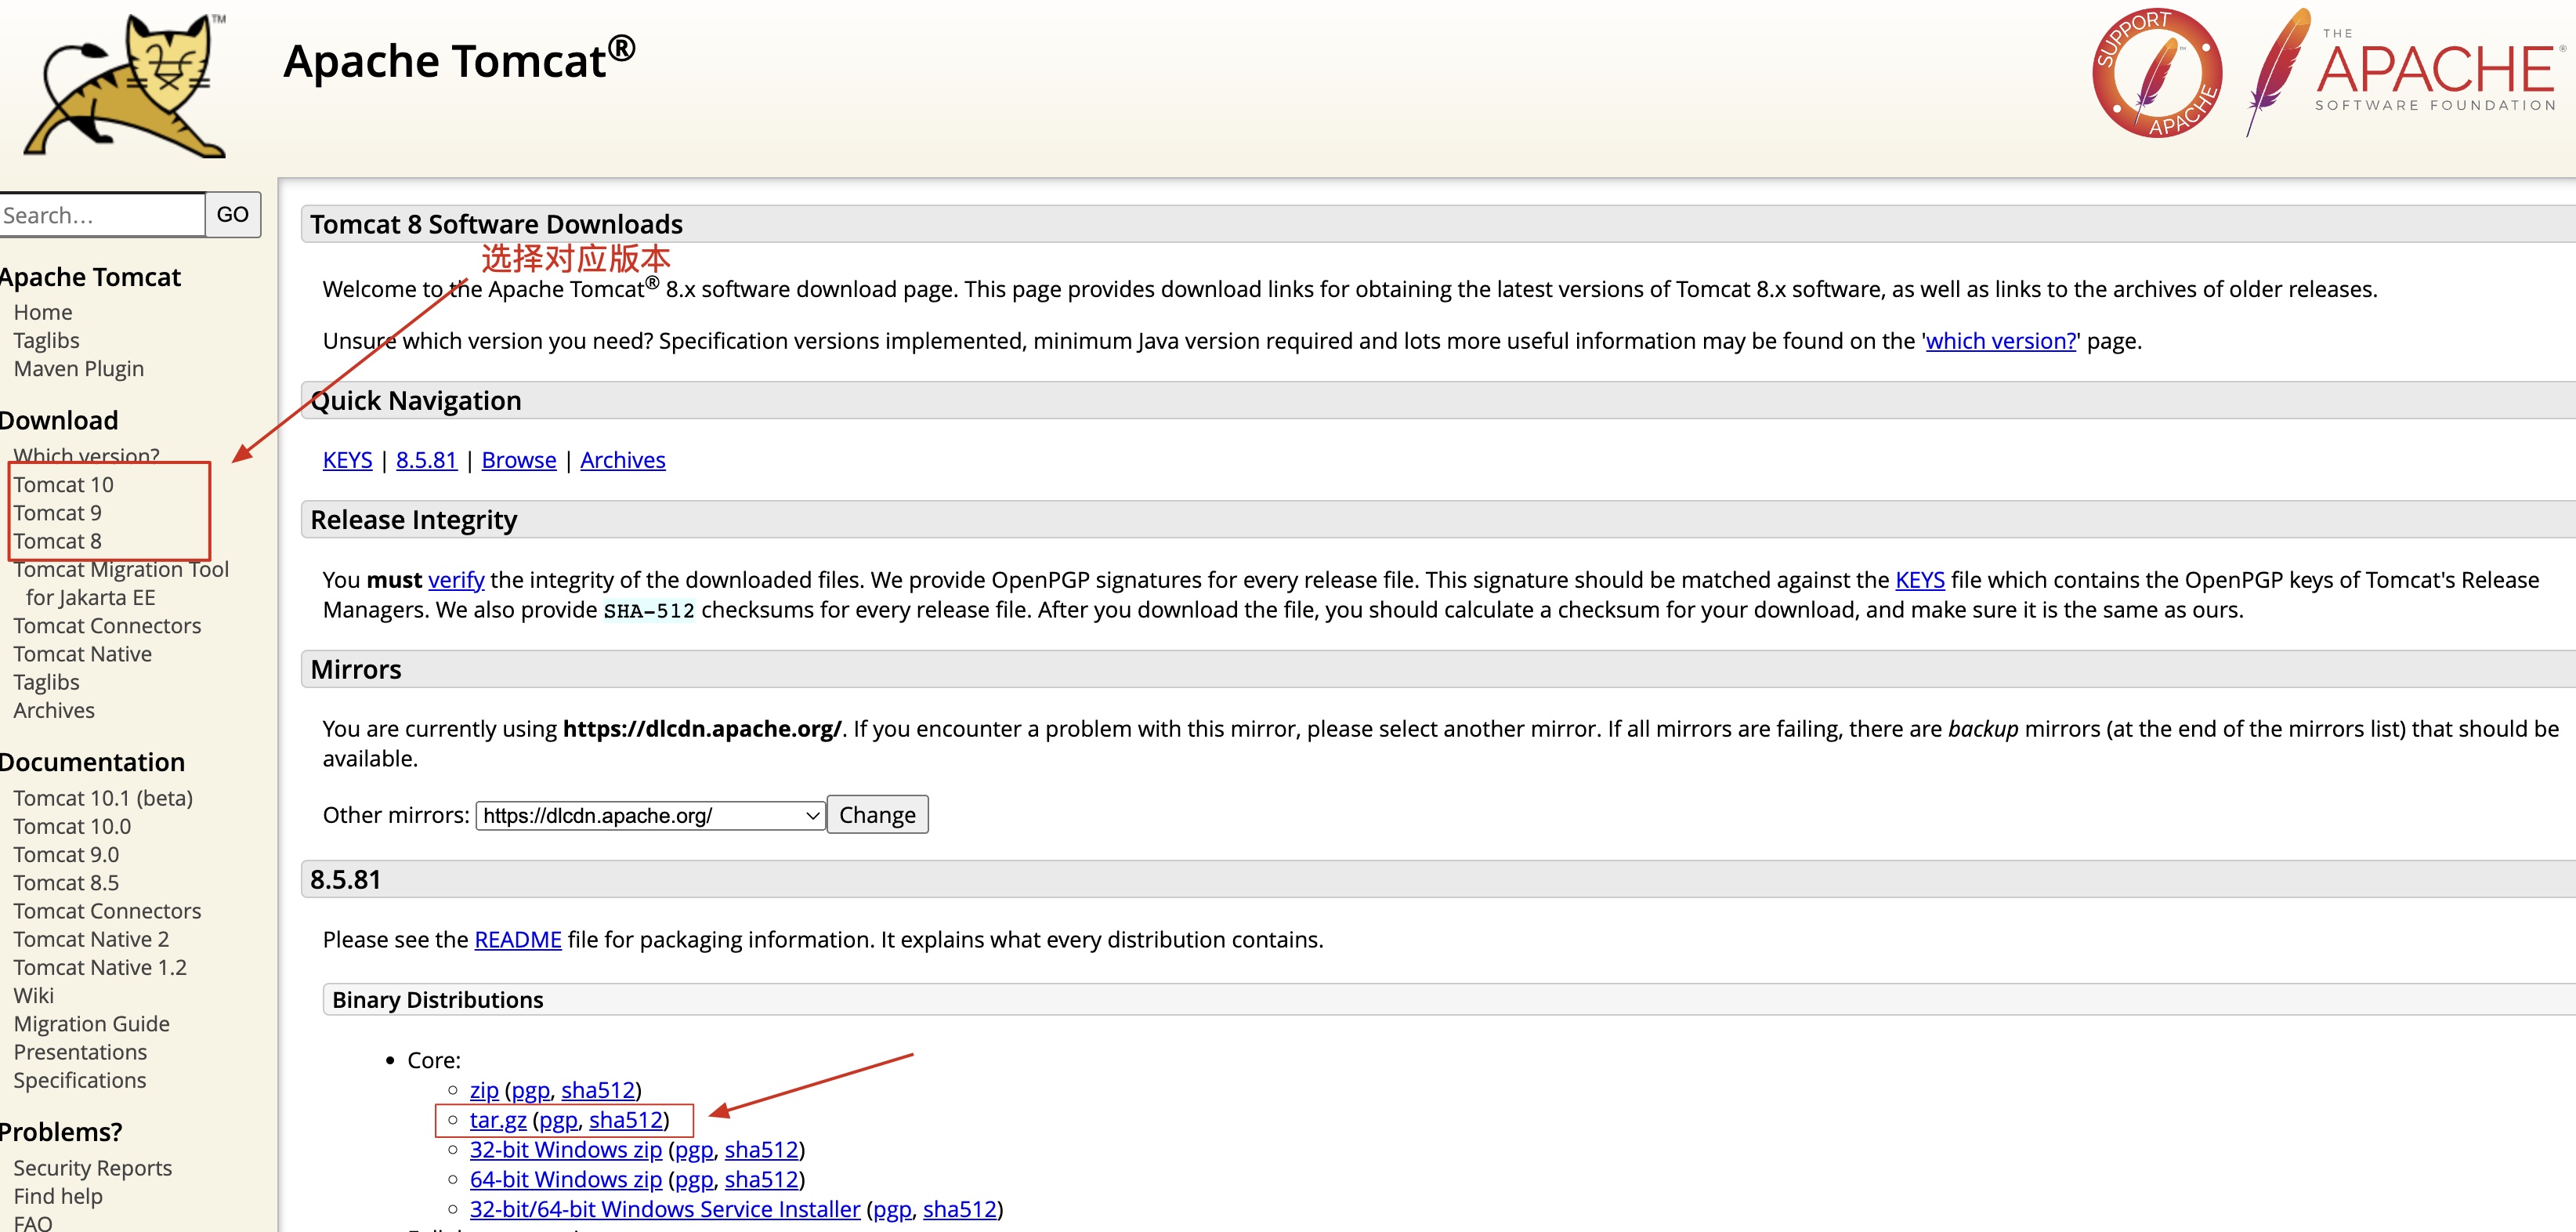 TM
Apache Tomcat®
SUPPORT
APACHE
THE
APACHE®
SOFTWARE FOUNDATION
Search…
GO
Apache Tomcat
Home
Taglibs
Maven Plugin
Download
Which version?
Tomcat 10
Tomcat 9
Tomcat 8
Tomcat Migration Tool
for Jakarta EE
Tomcat Connectors
Tomcat Native
Taglibs
Archives
Documentation
Tomcat 10.1 (beta)
Tomcat 10.0
Tomcat 9.0
Tomcat 8.5
Tomcat Connectors
Tomcat Native 2
Tomcat Native 1.2
Wiki
Migration Guide
Presentations
Specifications
Problems?
Security Reports
Find help
FAQ
Tomcat 8 Software Downloads
选择对应版本
Welcome to the Apache Tomcat® 8.x software download page. This page provides download links for obtaining the latest versions of Tomcat 8.x software, as well as links to the archives of older releases.
Unsure which version you need? Specification versions implemented, minimum Java version required and lots more useful information may be found on the 'which version?' page.
Quick Navigation
KEYS | 8.5.81 | Browse | Archives
Release Integrity
You must verify the integrity of the downloaded files. We provide OpenPGP signatures for every release file. This signature should be matched against the KEYS file which contains the OpenPGP keys of Tomcat's Release
Managers. We also provide SHA-512 checksums for every release file. After you download the file, you should calculate a checksum for your download, and make sure it is the same as ours.
Mirrors
You are currently using https://dlcdn.apache.org/. If you encounter a problem with this mirror, please select another mirror. If all mirrors are failing, there are backup mirrors (at the end of the mirrors list) that should be
available.
Other mirrors: https://dlcdn.apache.org/ Change
8.5.81
Please see the README file for packaging information. It explains what every distribution contains.
Binary Distributions
Core:
zip (pgp, sha512)
tar.gz (pgp, sha512)
32-bit Windows zip (pgp, sha512)
64-bit Windows zip (pgp, sha512)
32-bit/64-bit Windows Service Installer (pgp, sha512)